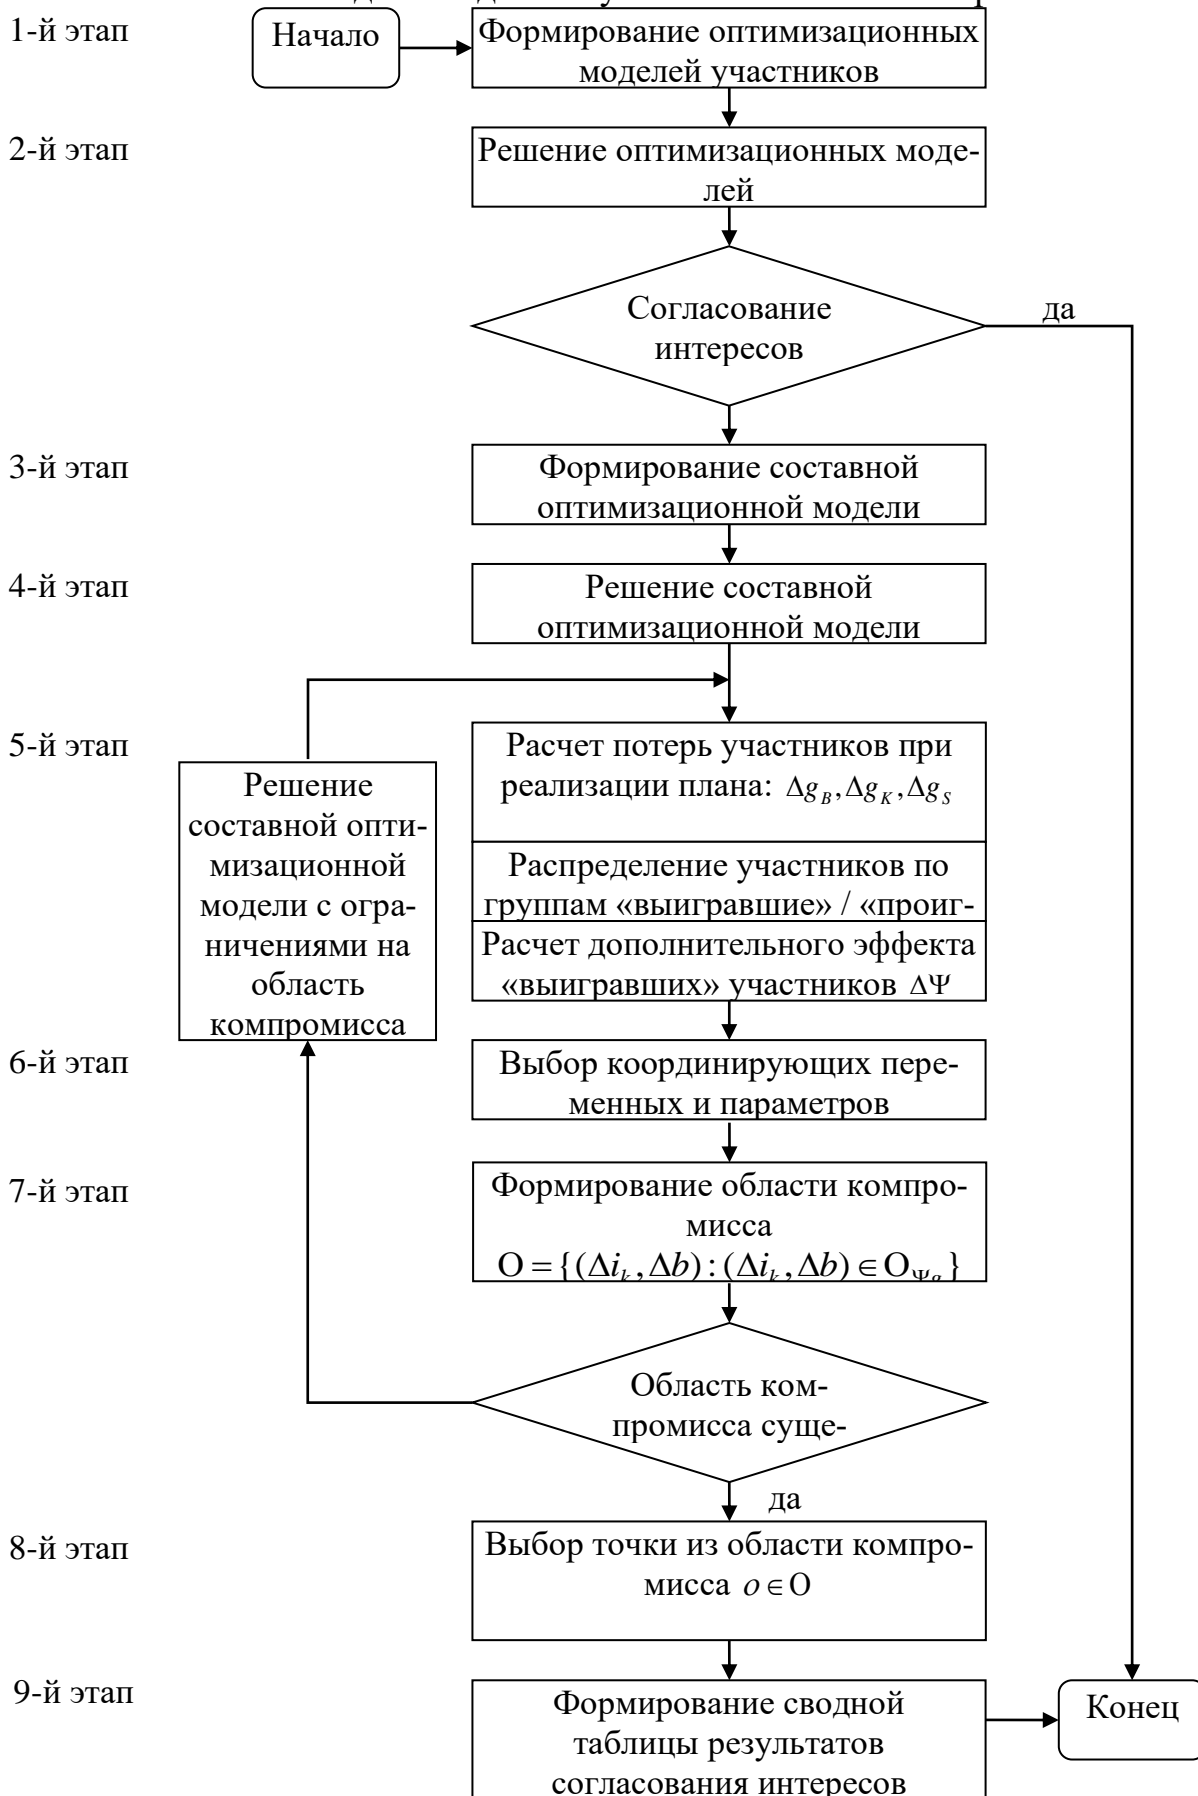 1-й этап
Начало
Формирование оптимизационных
моделей участников
2-й этап
Решение оптимизационных моде-
лей
Согласование
интересов
да
3-й этап
Формирование составной
оптимизационной модели
4-й этап
Решение составной
оптимизационной модели
5-й этап
Расчет потерь участников при
реализации плана: Δg_B, Δg_K, Δg_S
Решение
составной опти-
мизационной
модели с огра-
ничениями на
область
компромисса
Распределение участников по
группам «выигравшие» / «проиг-
Расчет дополнительного эффекта
«выигравших» участников ΔΨ
6-й этап
Выбор координирующих пере-
менных и параметров
7-й этап
Формирование области компро-
мисса
O = {(Δi_k, Δb) : (Δi_k, Δb) ∈ O_Ψg}
Область ком-
промисса суще-
да
8-й этап
Выбор точки из области компро-
мисса o ∈ O
9-й этап
Формирование сводной
таблицы результатов
согласования интересов
Конец